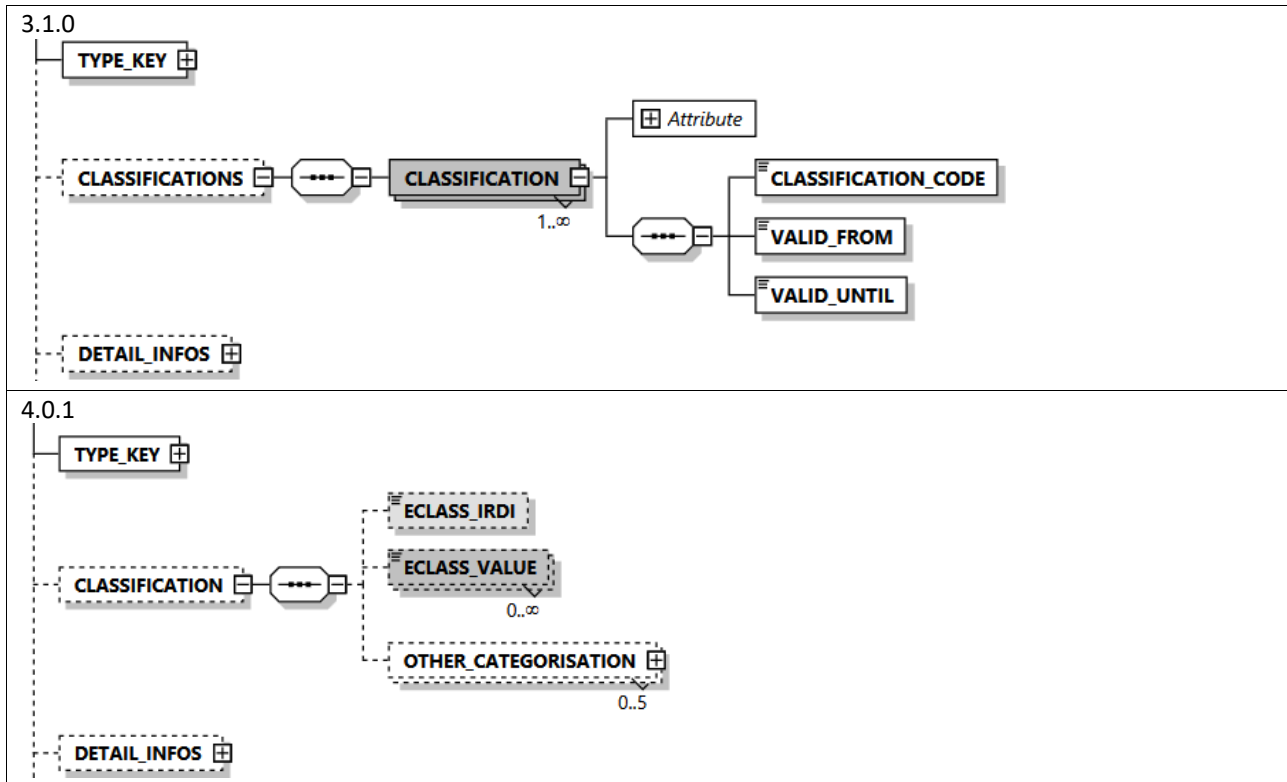 3.1.0
TYPE_KEY
Attribute
CLASSIFICATIONS
CLASSIFICATION
CLASSIFICATION_CODE
1..∞
VALID_FROM
VALID_UNTIL
DETAIL_INFOS
4.0.1
TYPE_KEY
ECLASS_IRDI
ECLASS_VALUE
CLASSIFICATION
0..∞
OTHER_CATEGORISATION
0..5
DETAIL_INFOS